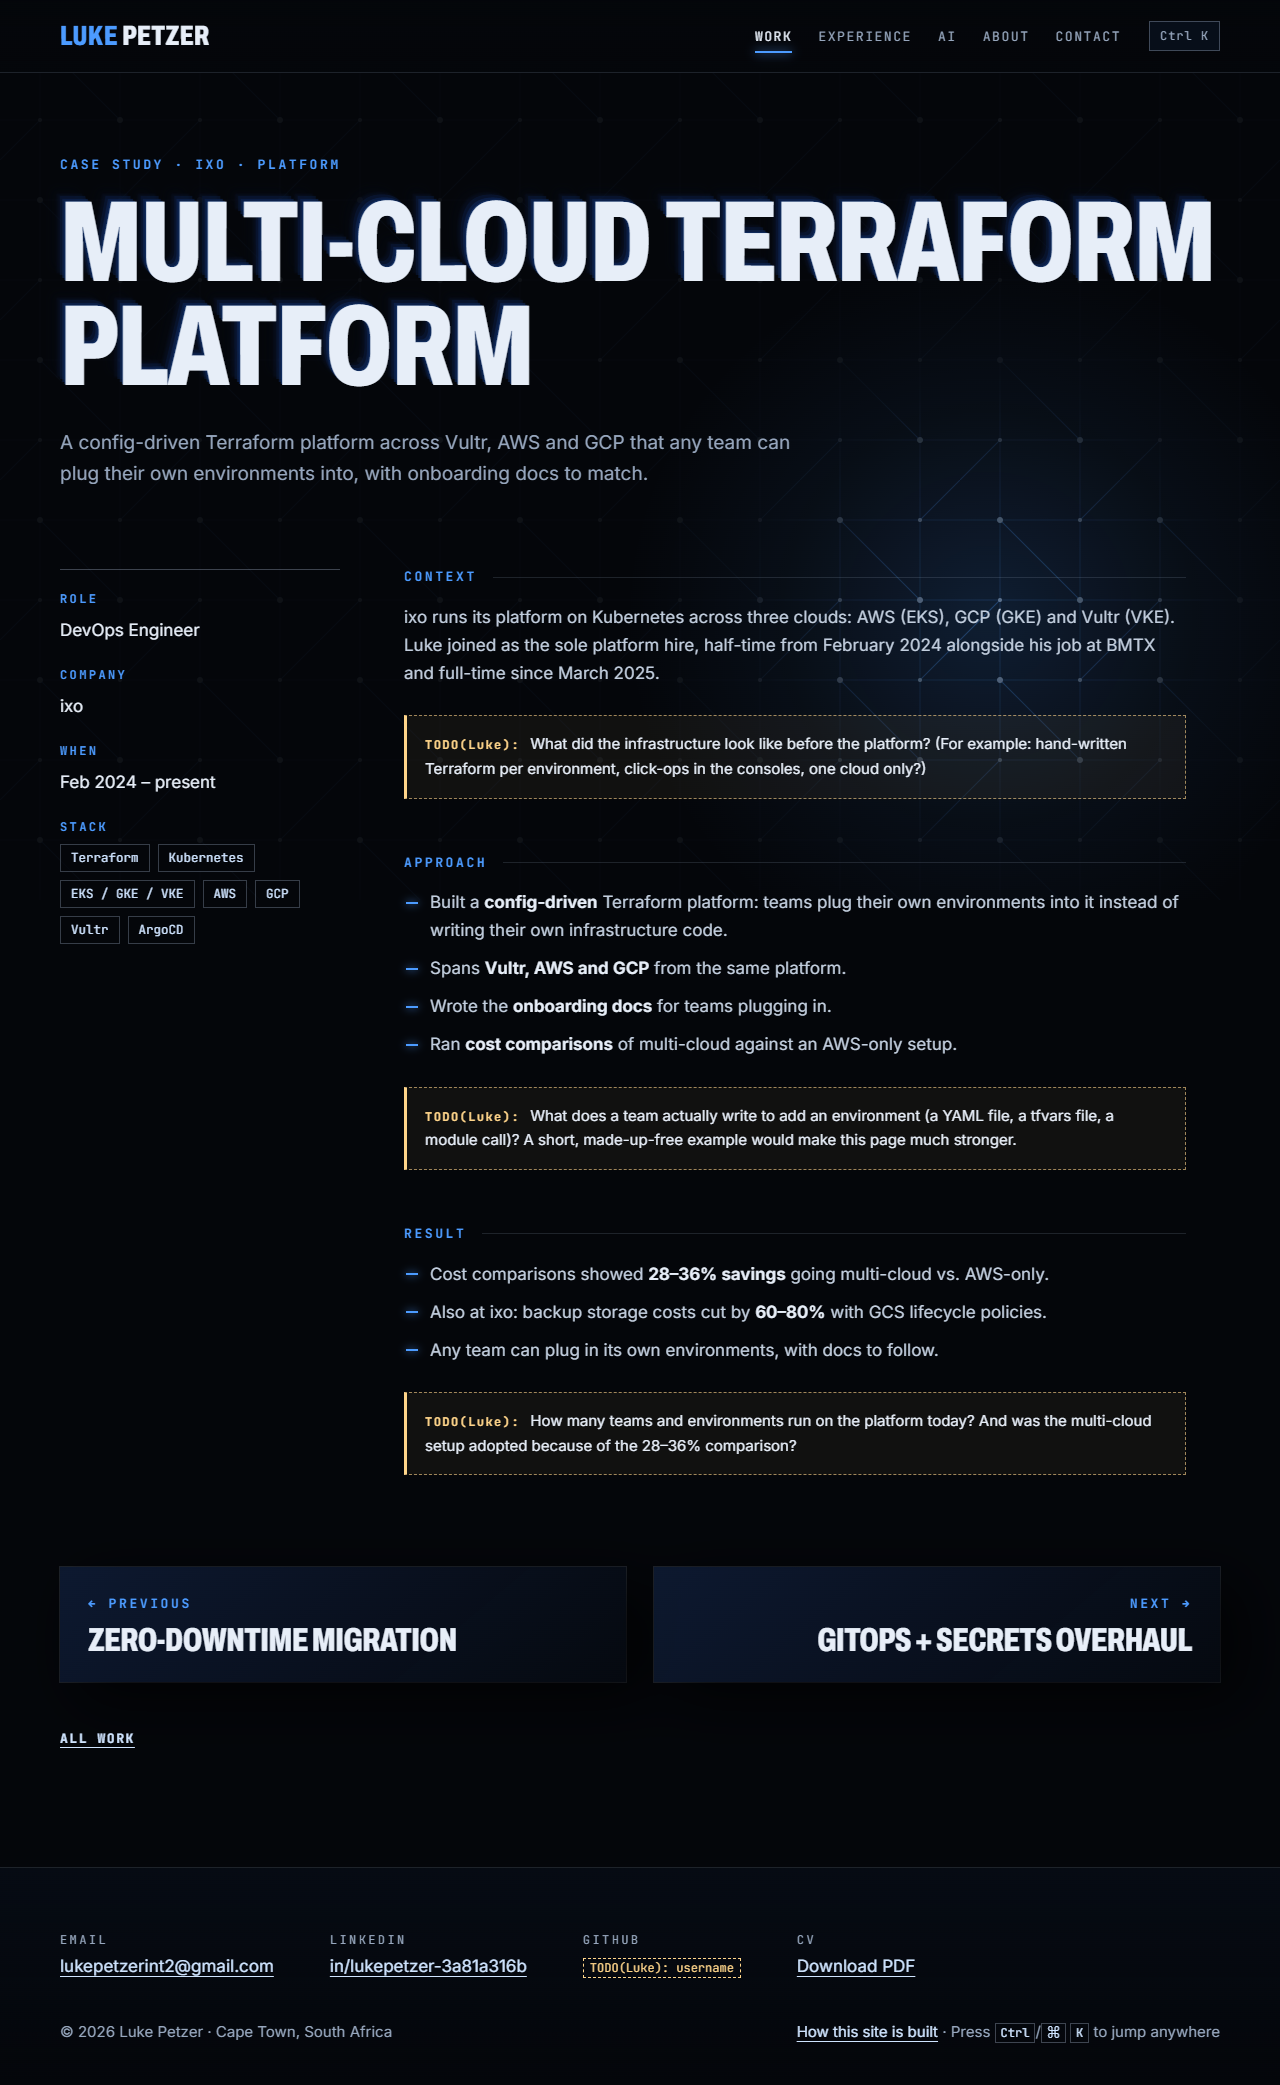 LUKE PETZER
WORK EXPERIENCE AI ABOUT CONTACT Ctrl K
CASE STUDY · IXO · PLATFORM
MULTI-CLOUD TERRAFORM
PLATFORM
A config-driven Terraform platform across Vultr, AWS and GCP that any team can
plug their own environments into, with onboarding docs to match.
ROLE
DevOps Engineer
COMPANY
ixo
WHEN
Feb 2024 – present
STACK
Terraform Kubernetes
EKS / GKE / VKE AWS GCP
Vultr ArgoCD
CONTEXT
ixo runs its platform on Kubernetes across three clouds: AWS (EKS), GCP (GKE) and Vultr (VKE).
Luke joined as the sole platform hire, half-time from February 2024 alongside his job at BMTX
and full-time since March 2025.
TODO(Luke): What did the infrastructure look like before the platform? (For example: hand-written
Terraform per environment, click-ops in the consoles, one cloud only?)
APPROACH
— Built a config-driven Terraform platform: teams plug their own environments into it instead of
writing their own infrastructure code.
— Spans Vultr, AWS and GCP from the same platform.
— Wrote the onboarding docs for teams plugging in.
— Ran cost comparisons of multi-cloud against an AWS-only setup.
TODO(Luke): What does a team actually write to add an environment (a YAML file, a tfvars file, a
module call)? A short, made-up-free example would make this page much stronger.
RESULT
— Cost comparisons showed 28–36% savings going multi-cloud vs. AWS-only.
— Also at ixo: backup storage costs cut by 60–80% with GCS lifecycle policies.
— Any team can plug in its own environments, with docs to follow.
TODO(Luke): How many teams and environments run on the platform today? And was the multi-cloud
setup adopted because of the 28–36% comparison?
← PREVIOUS
ZERO-DOWNTIME MIGRATION
NEXT →
GITOPS + SECRETS OVERHAUL
ALL WORK
EMAIL
lukepetzerint2@gmail.com
LINKEDIN
in/lukepetzer-3a81a316b
GITHUB
TODO(Luke): username
CV
Download PDF
© 2026 Luke Petzer · Cape Town, South Africa
How this site is built · Press Ctrl/⌘ K to jump anywhere